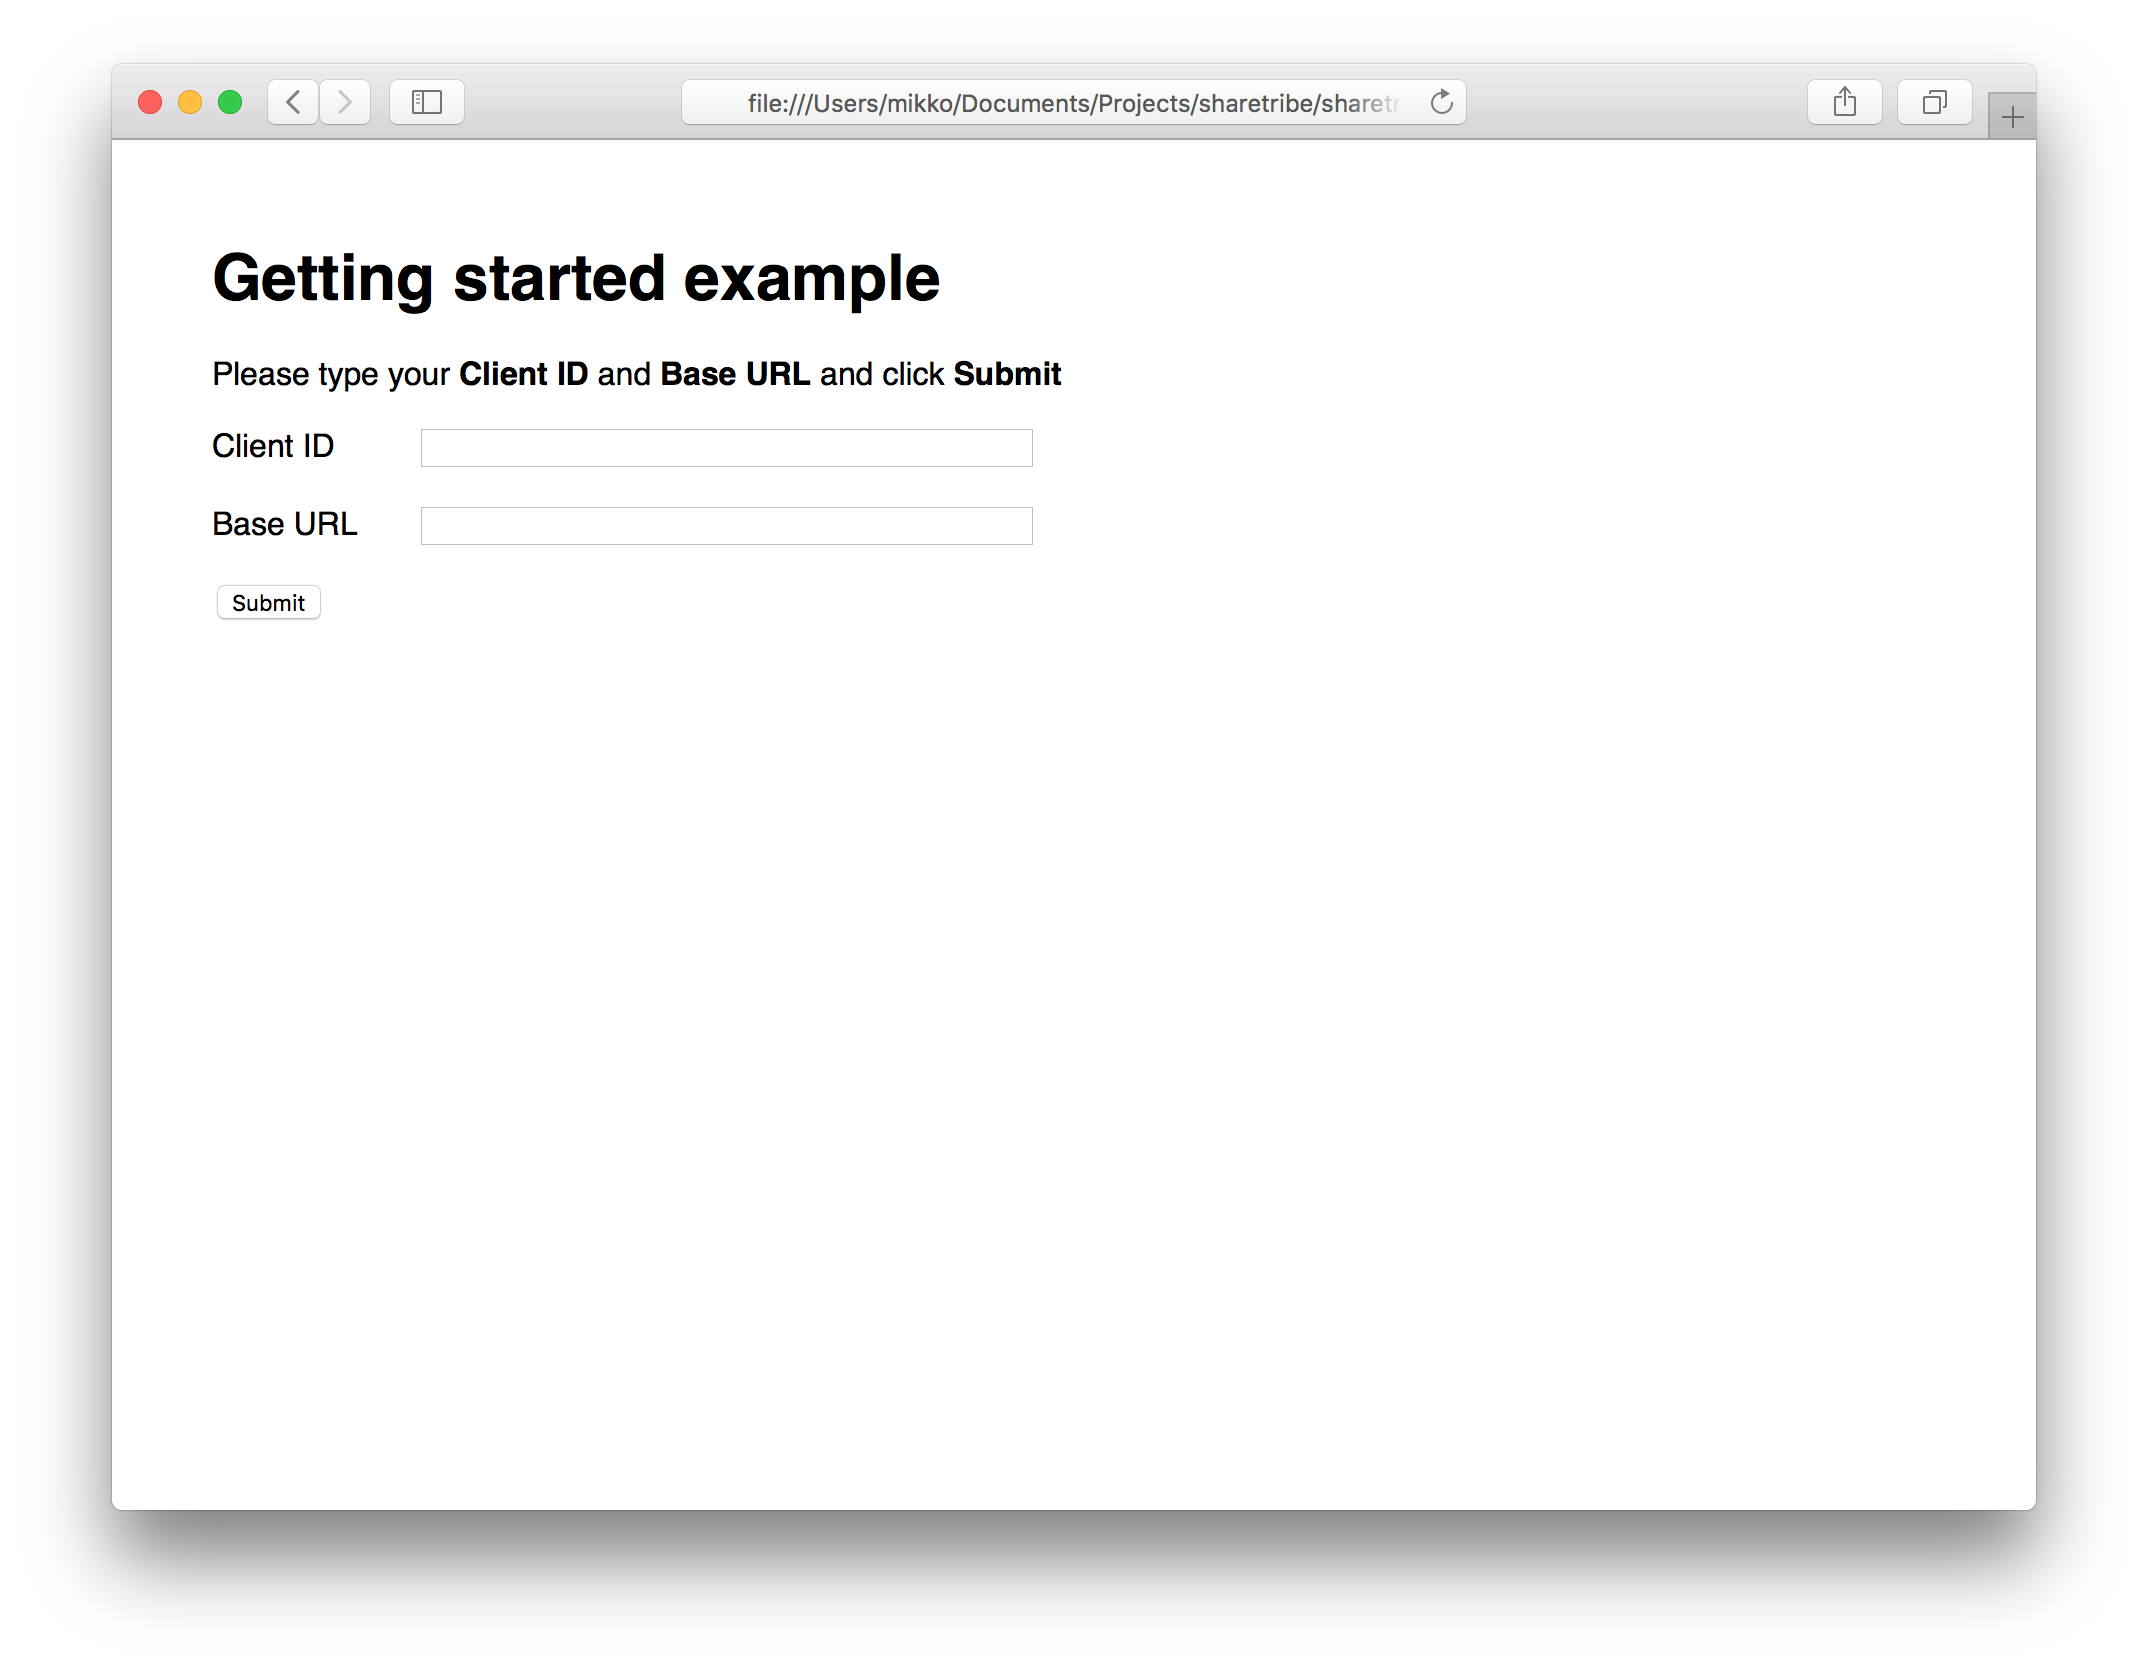 file:///Users/mikko/Documents/Projects/sharetribe/sharetr
Getting started example
Please type your Client ID and Base URL and click Submit
Client ID
Base URL
Submit